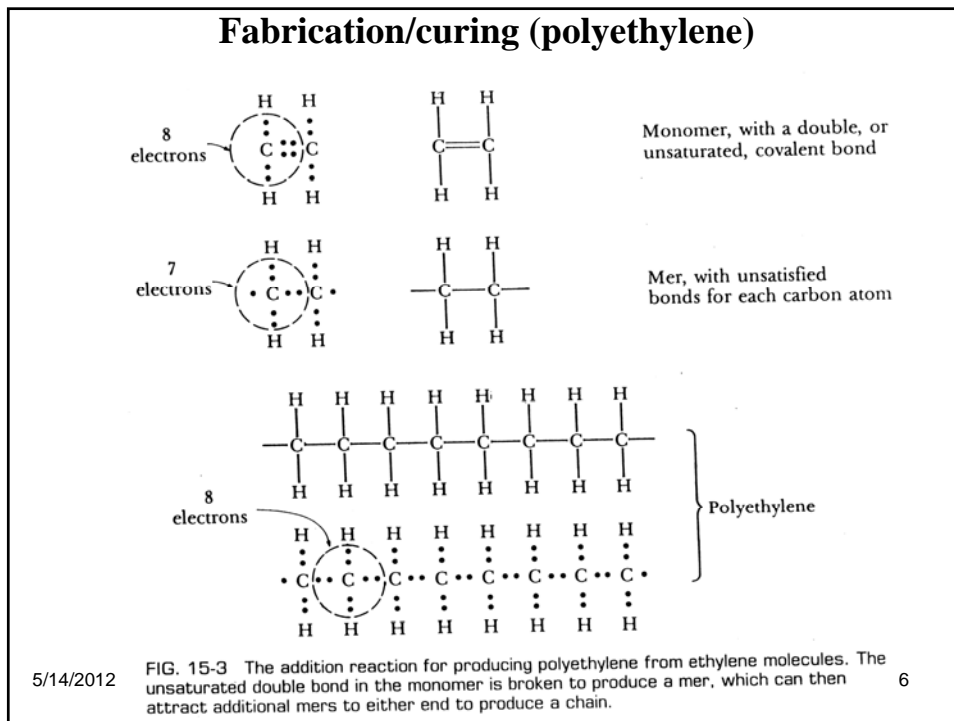 Fabrication/curing (polyethylene)
H H
8
electrons
C :: C
H H
H H
C=C
H H
Monomer, with a double, or
unsaturated, covalent bond
H H
7
electrons
· C ·· C ·
H H
H H
—C—C—
H H
Mer, with unsatisfied
bonds for each carbon atom
H H H H H H H H
—C—C—C—C—C—C—C—C—
H H H H H H H H
8
electrons
Polyethylene
H H H H H H H H
· C ·· C ·· C ·· C ·· C ·· C ·· C ·· C ·
H H H H H H H H
FIG. 15-3 The addition reaction for producing polyethylene from ethylene molecules. The
unsaturated double bond in the monomer is broken to produce a mer, which can then
attract additional mers to either end to produce a chain.
5/14/2012
6